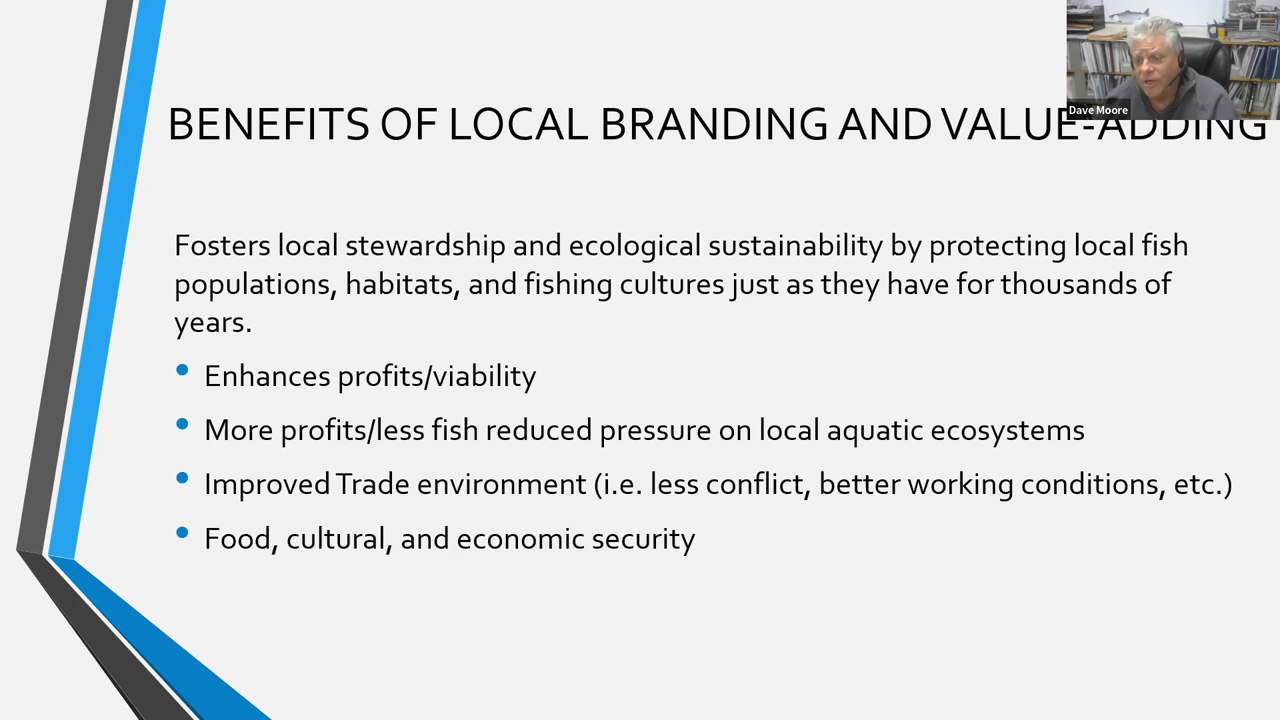 Dave Moore
BENEFITS OF LOCAL BRANDING AND VALUE-ADDING
Fosters local stewardship and ecological sustainability by protecting local fish
populations, habitats, and fishing cultures just as they have for thousands of
years.
• Enhances profits/viability
• More profits/less fish reduced pressure on local aquatic ecosystems
• Improved Trade environment (i.e. less conflict, better working conditions, etc.)
• Food, cultural, and economic security